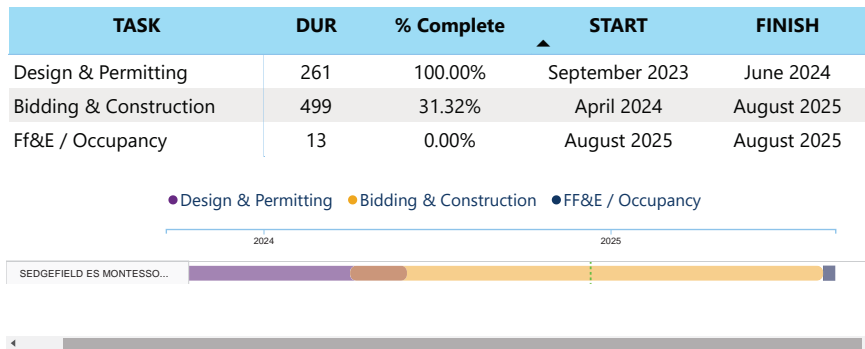 TASK DUR % Complete START FINISH
Design & Permitting 261 100.00% September 2023 June 2024
Bidding & Construction 499 31.32% April 2024 August 2025
Ff&E / Occupancy 13 0.00% August 2025 August 2025
Design & Permitting Bidding & Construction FF&E / Occupancy
2024 2025
SEDGEFIELD ES MONTESSO...